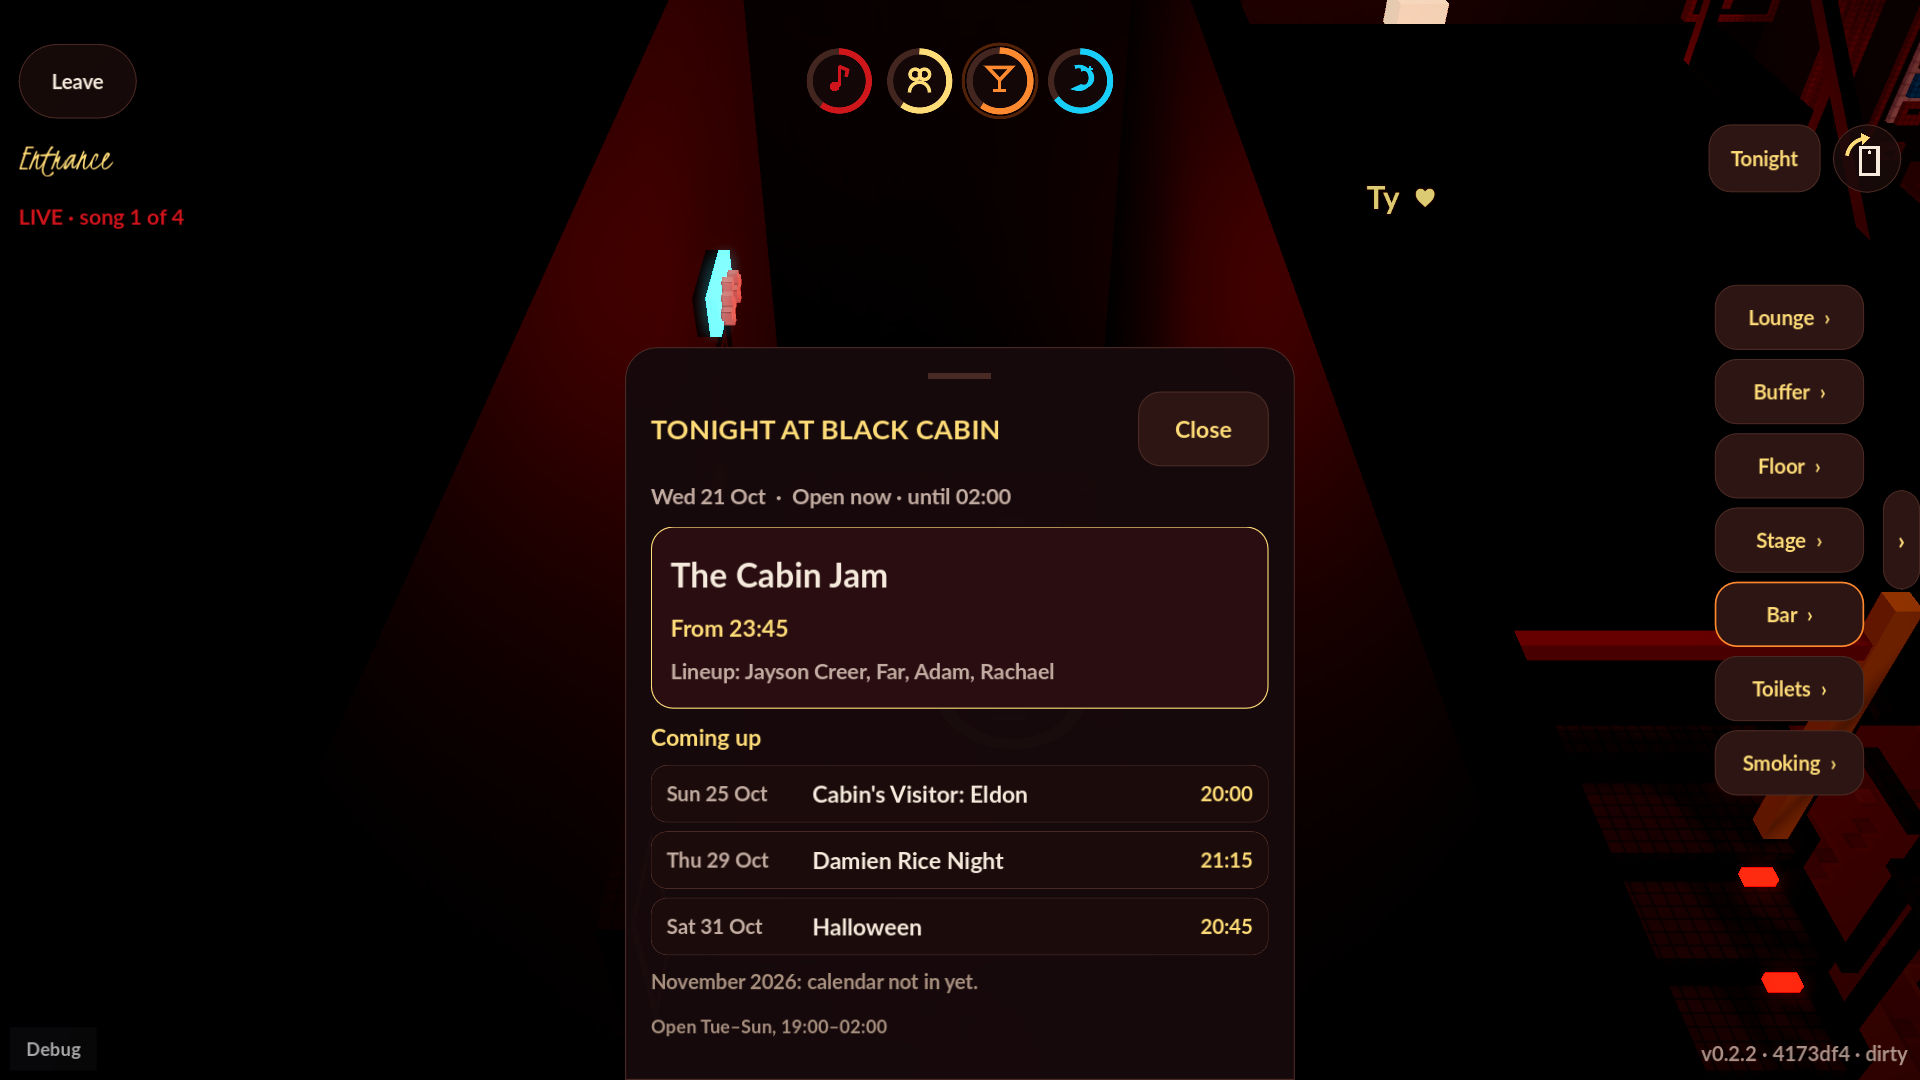 Leave
Entrance
LIVE · song 1 of 4
Tonight
Ty ♥
Lounge ›
Buffer ›
Floor ›
Stage ›
Bar ›
Toilets ›
Smoking ›
›
TONIGHT AT BLACK CABIN
Close
Wed 21 Oct · Open now · until 02:00
The Cabin Jam
From 23:45
Lineup: Jayson Creer, Far, Adam, Rachael
Coming up
Sun 25 Oct Cabin's Visitor: Eldon 20:00
Thu 29 Oct Damien Rice Night 21:15
Sat 31 Oct Halloween 20:45
November 2026: calendar not in yet.
Open Tue–Sun, 19:00–02:00
Debug
v0.2.2 · 4173df4 · dirty